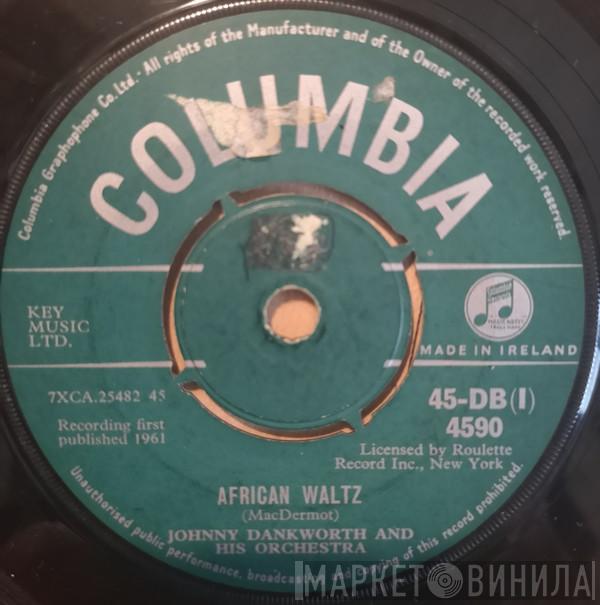 Columbia Graphophone Co. Ltd.· All rights of the Manufacturer and of the Owner of the recorded work reserved.
COLUMBIA
KEY
MUSIC
LTD.
MADE IN IRELAND
7XCA.25482 45
Recording first
published 1961
45-DB(I)
4590
Licensed by Roulette
Record Inc., New York
AFRICAN WALTZ
(MacDermot)
JOHNNY DANKWORTH AND
HIS ORCHESTRA
Unauthorised public performance, broadcasting and copying of this record prohibited.
МАРКЕТ ВИНИЛА